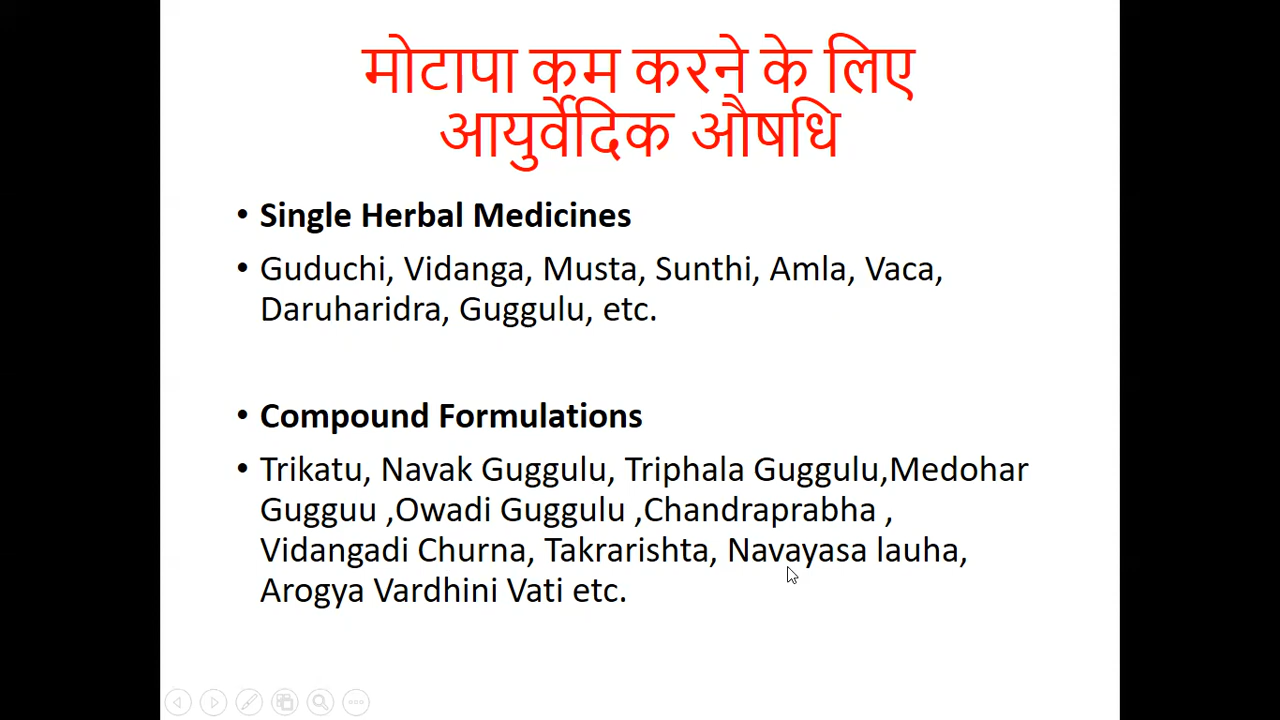 मोटापा कम करने के लिए
आयुर्वेदिक औषधि
• Single Herbal Medicines
• Guduchi, Vidanga, Musta, Sunthi, Amla, Vaca,
Daruharidra, Guggulu, etc.
• Compound Formulations
• Trikatu, Navak Guggulu, Triphala Guggulu,Medohar
Gugguu ,Owadi Guggulu ,Chandraprabha ,
Vidangadi Churna, Takrarishta, Navayasa lauha,
Arogya Vardhini Vati etc.